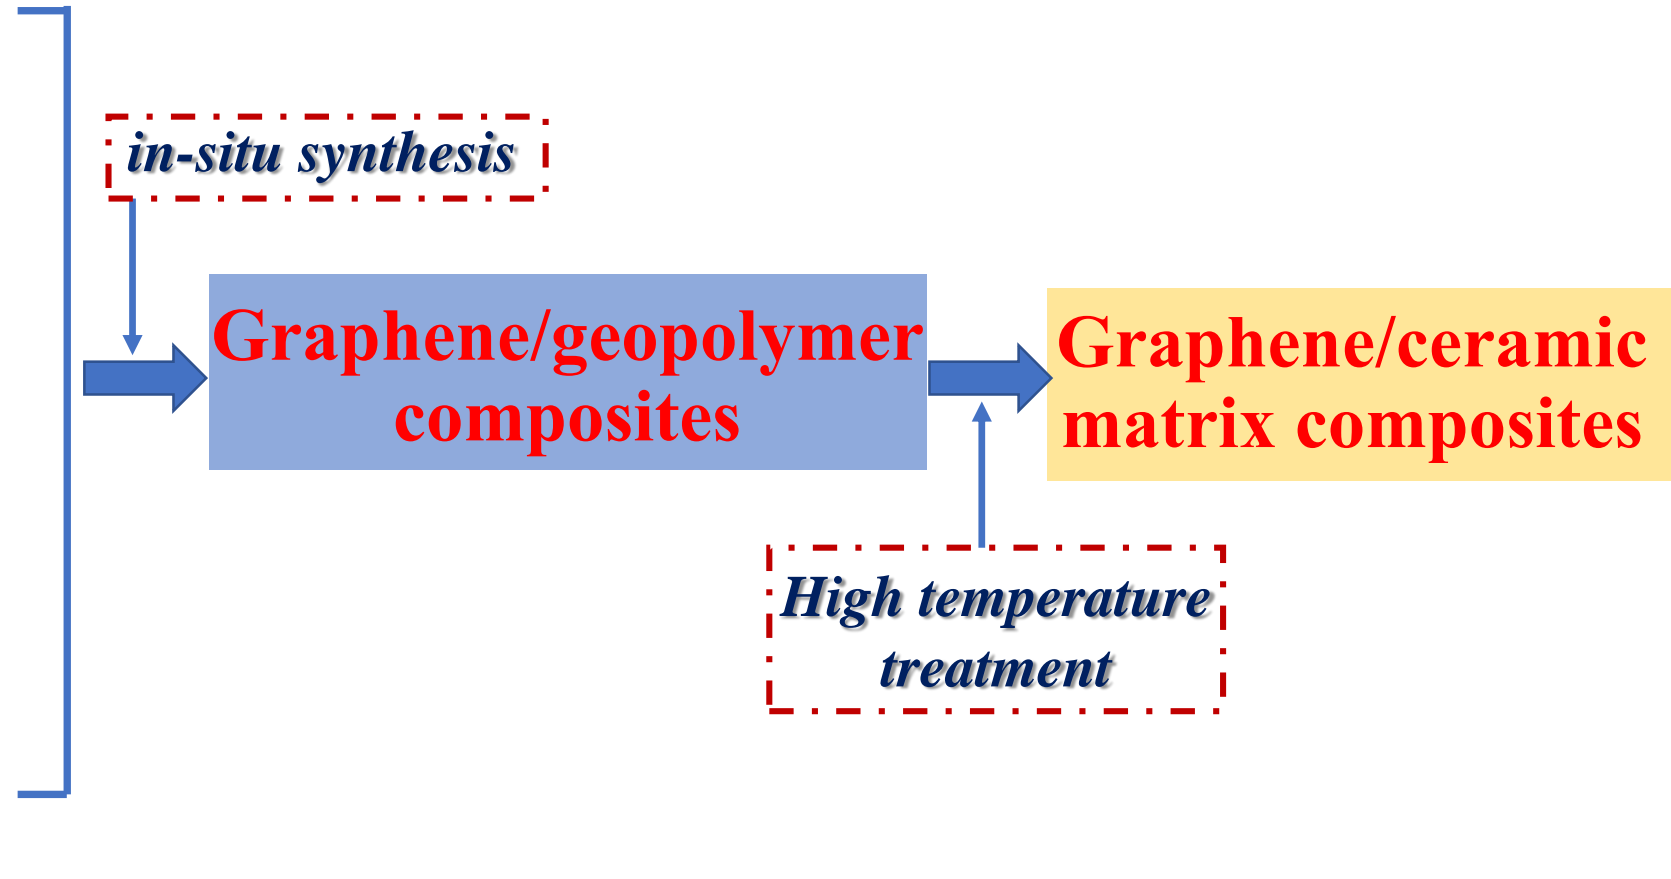 in-situ synthesis
Graphene/geopolymer
composites
Graphene/ceramic
matrix composites
High temperature
treatment